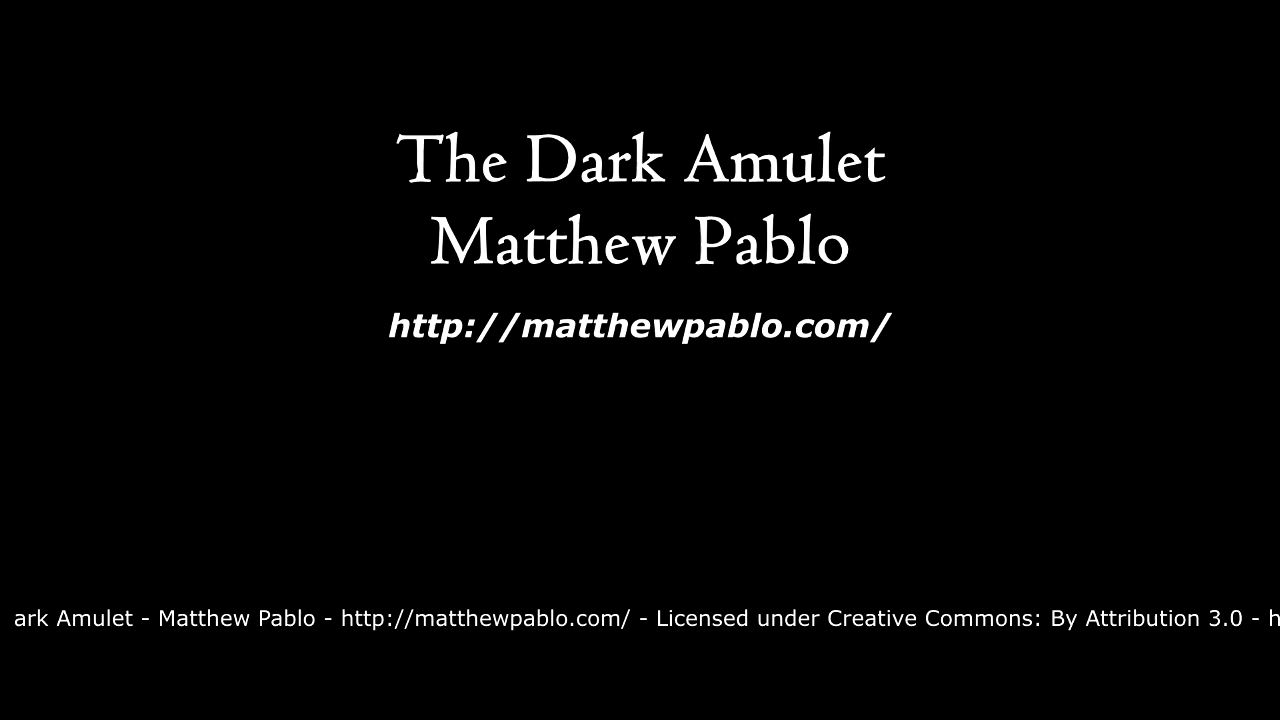 The Dark Amulet
Matthew Pablo
http://matthewpablo.com/
ark Amulet - Matthew Pablo - http://matthewpablo.com/ - Licensed under Creative Commons: By Attribution 3.0 - h